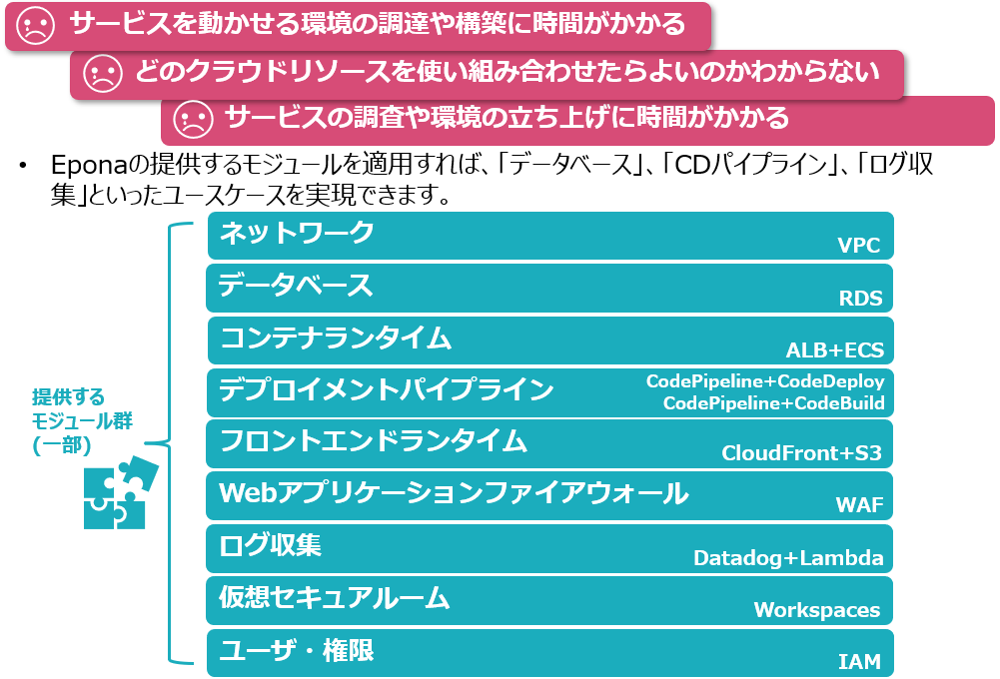 サービスを動かせる環境の調達や構築に時間がかかる
どのクラウドリソースを使い組み合わせたらよいのかわからない
サービスの調査や環境の立ち上げに時間がかかる
• Eponaの提供するモジュールを適用すれば、「データベース」、「CDパイプライン」、「ログ収
集」といったユースケースを実現できます。
提供する
モジュール群
(一部)
ネットワーク
VPC
データベース
RDS
コンテナランタイム
ALB+ECS
デプロイメントパイプライン
CodePipeline+CodeDeploy
CodePipeline+CodeBuild
フロントエンドランタイム
CloudFront+S3
Webアプリケーションファイアウォール
WAF
ログ収集
Datadog+Lambda
仮想セキュアルーム
Workspaces
ユーザ・権限
IAM